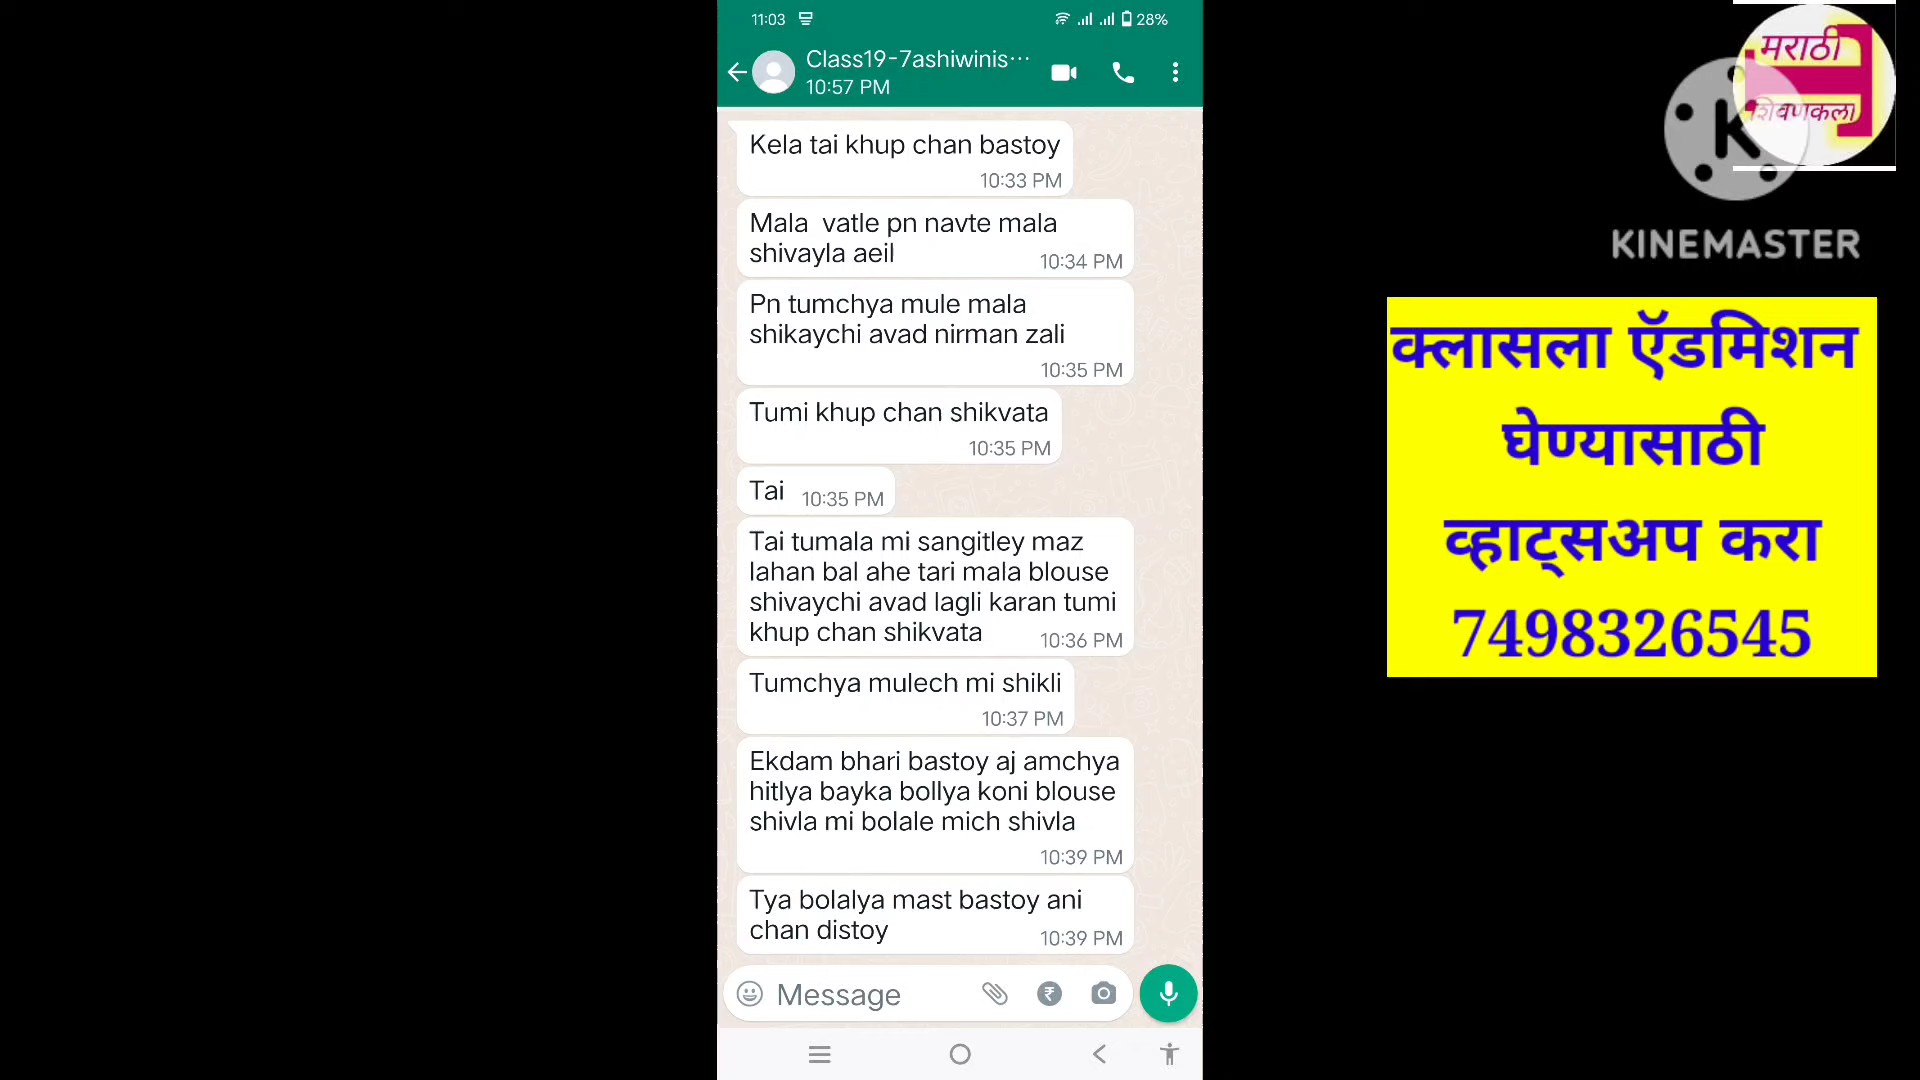 11:03
28%
Class19-7ashiwinis...
10:57 PM
Kela tai khup chan bastoy
10:33 PM
Mala vatle pn navte mala
shivayla aeil
10:34 PM
Pn tumchya mule mala
shikaychi avad nirman zali
10:35 PM
Tumi khup chan shikvata
10:35 PM
Tai
10:35 PM
Tai tumala mi sangitley maz
lahan bal ahe tari mala blouse
shivaychi avad lagli karan tumi
khup chan shikvata
10:36 PM
Tumchya mulech mi shikli
10:37 PM
Ekdam bhari bastoy aj amchya
hitlya bayka bollya koni blouse
shivla mi bolale mich shivla
10:39 PM
Tya bolalya mast bastoy ani
chan distoy
10:39 PM
Message
मराठी
शिवणकला
K
KINEMASTER
क्लासला ऍडमिशन
घेण्यासाठी
व्हाट्सअप करा
7498326545